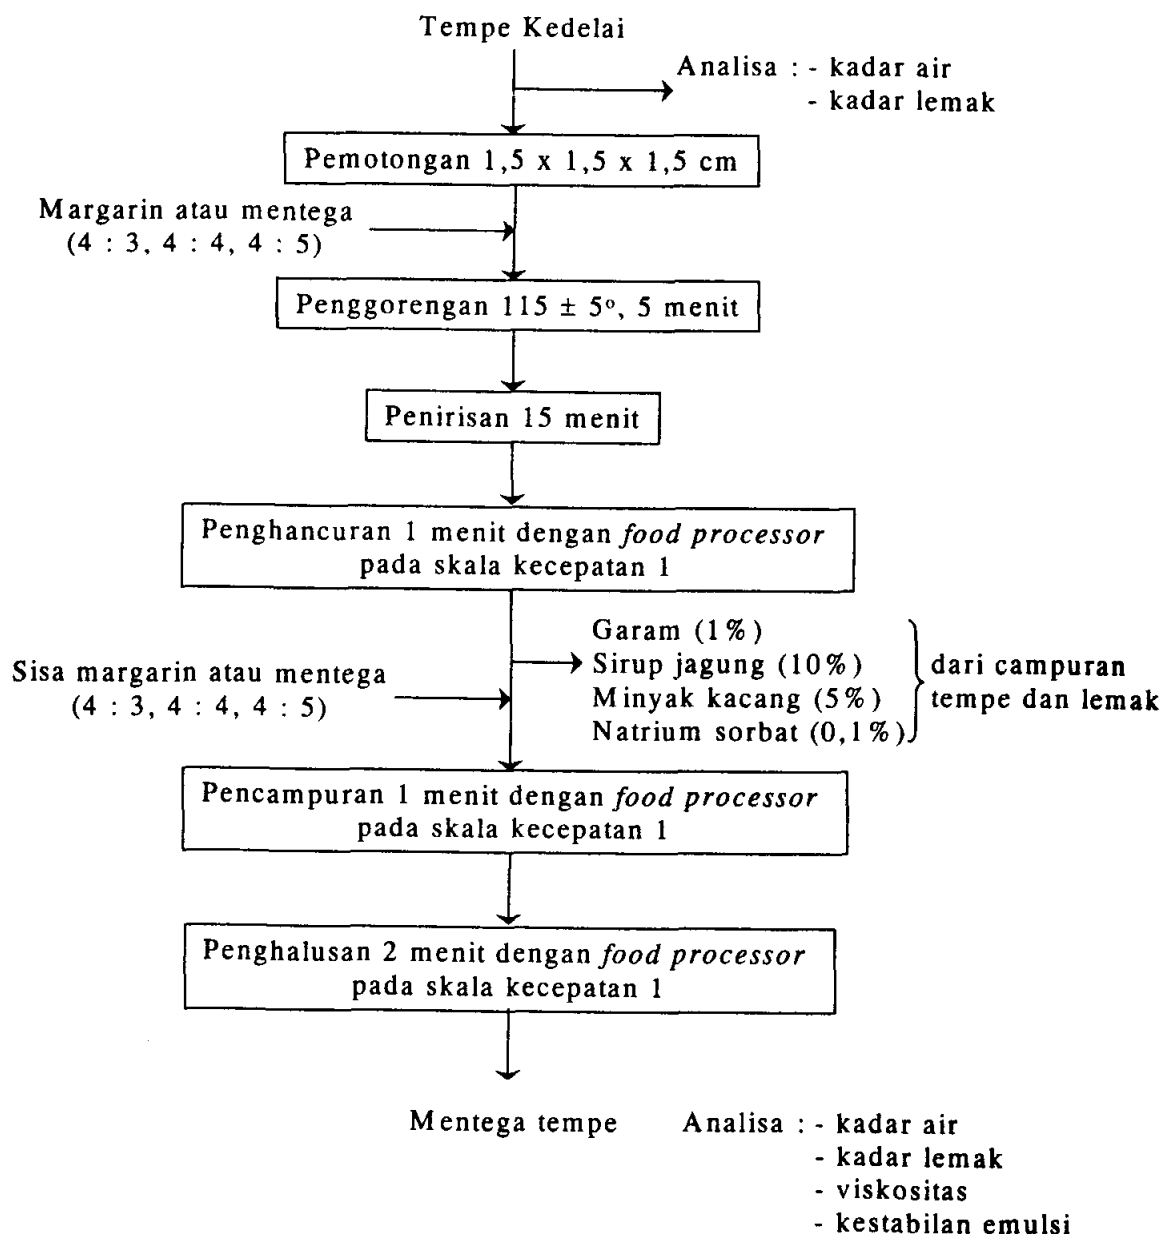 Tempe Kedelai
Analisa : - kadar air
- kadar lemak
Pemotongan 1,5 x 1,5 x 1,5 cm
Margarin atau mentega
(4 : 3, 4 : 4, 4 : 5)
Penggorengan 115 ± 5º, 5 menit
Penirisan 15 menit
Penghancuran 1 menit dengan food processor
pada skala kecepatan 1
Garam (1%)
Sirup jagung (10%)
Minyak kacang (5%)
Natrium sorbat (0,1%)
dari campuran
tempe dan lemak
Sisa margarin atau mentega
(4 : 3, 4 : 4, 4 : 5)
Pencampuran 1 menit dengan food processor
pada skala kecepatan 1
Penghalusan 2 menit dengan food processor
pada skala kecepatan 1
Mentega tempe
Analisa : - kadar air
- kadar lemak
- viskositas
- kestabilan emulsi